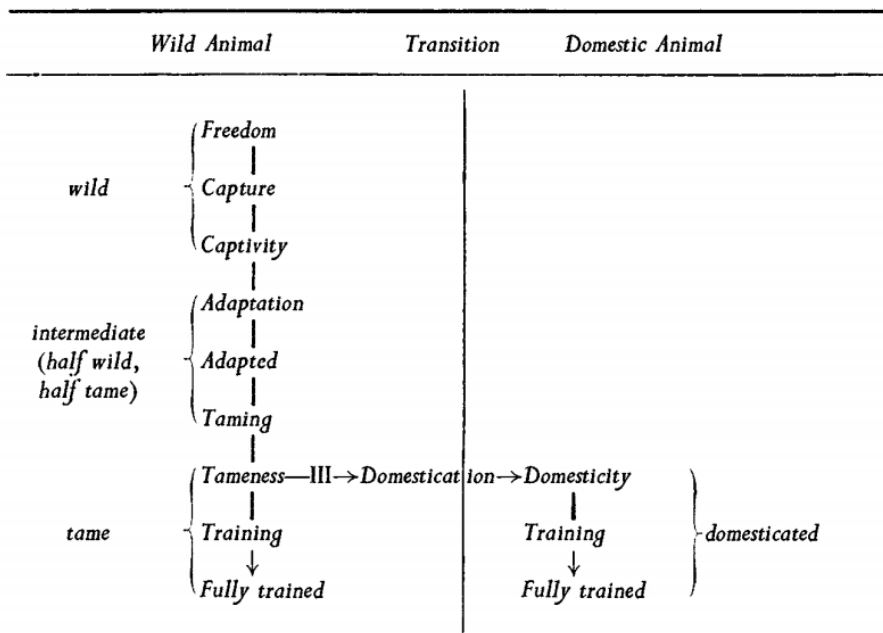 Wild Animal Transition Domestic Animal
Freedom
wild Capture
Captivity
Adaptation
intermediate
(half wild, Adapted
half tame)
Taming
Tameness—III→Domestication→Domesticity
tame Training Training domesticated
Fully trained Fully trained